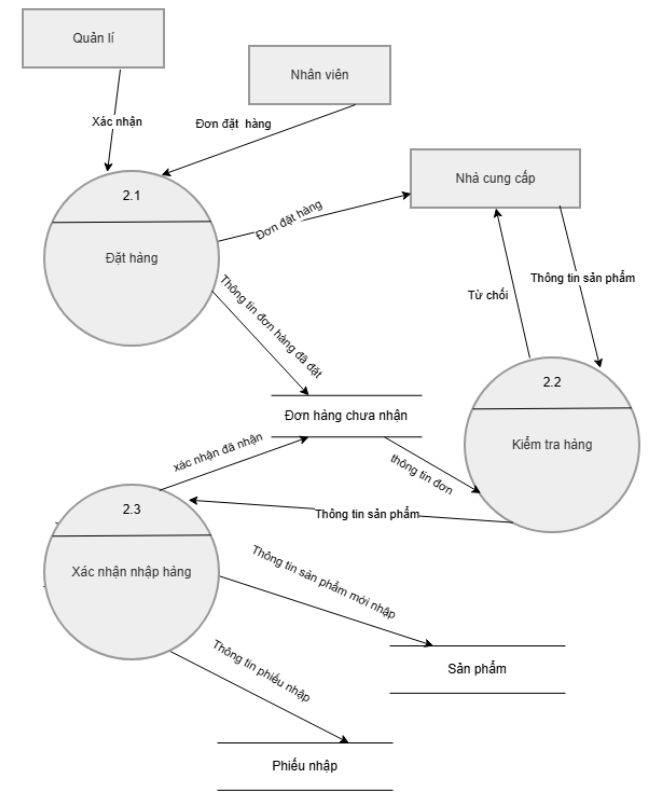 Quản lí
Nhân viên
Xác nhận
Đơn đặt hàng
2.1
Nhà cung cấp
Đơn đặt hàng
Đặt hàng
Thông tin sản phẩm
Từ chối
Thông tin đơn hàng đã đặt
2.2
Đơn hàng chưa nhận
Kiểm tra hàng
xác nhận đã nhận
thông tin đơn
2.3
Thông tin sản phẩm
Xác nhận nhập hàng
Thông tin sản phẩm mới nhập
Sản phẩm
Thông tin phiếu nhập
Phiếu nhập